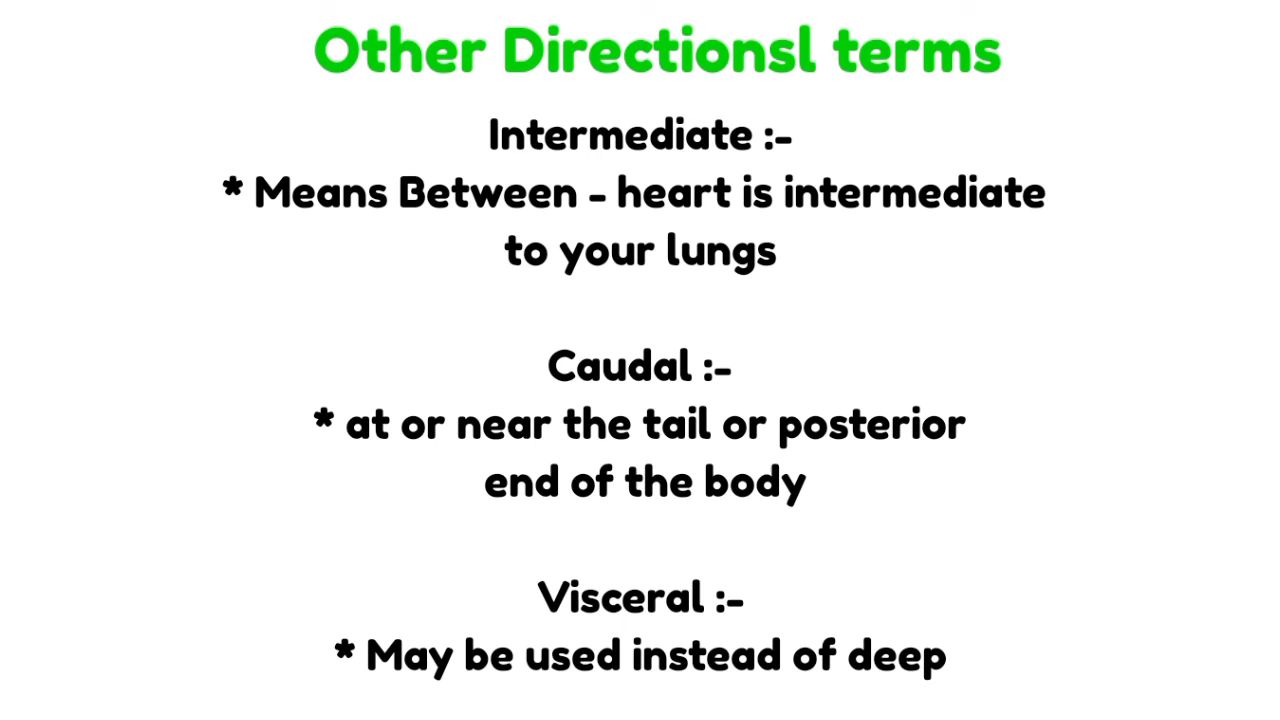 Other Directionsl terms
Intermediate :-
* Means Between - heart is intermediate
to your lungs
Caudal :-
* at or near the tail or posterior
end of the body
Visceral :-
* May be used instead of deep